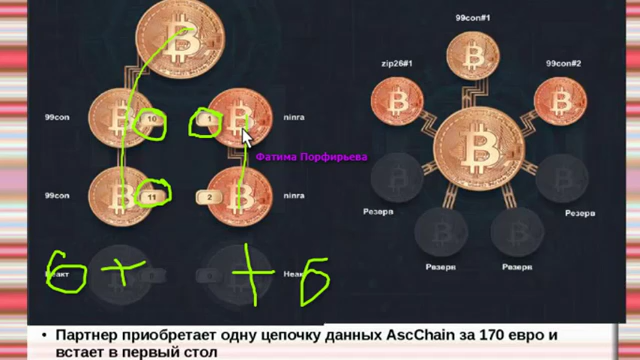 99con#1
zip26#1
99con#2
99con
10
1
ninra
Фатима Порфирьева
99con
11
2
ninra
Резерв
Резерв
Рвзерв
Резерв
6 +
+ 5
• Партнер приобретает одну цепочку данных AscChain за 170 евро и
встает в первый стол